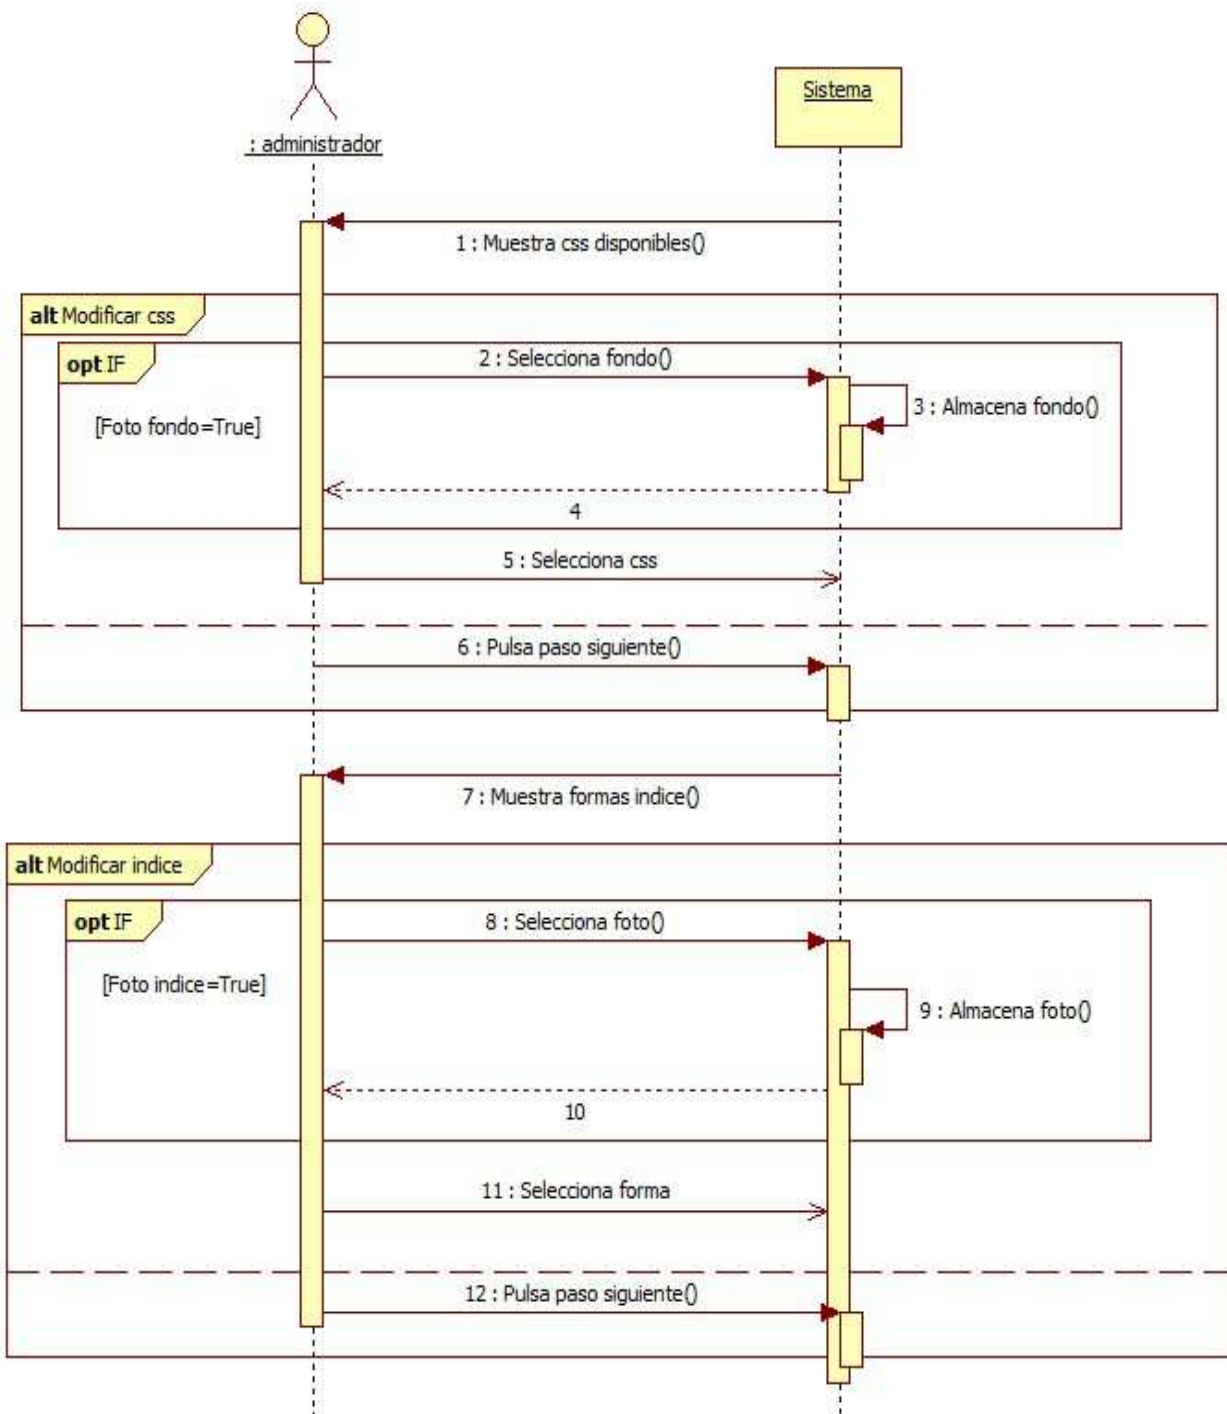 Sistema
: administrador
1 : Muestra css disponibles()
alt Modificar css
opt IF
2 : Selecciona fondo()
[Foto fondo=True]
3 : Almacena fondo()
4
5 : Selecciona css
6 : Pulsa paso siguiente()
7 : Muestra formas indice()
alt Modificar indice
opt IF
8 : Selecciona foto()
[Foto indice=True]
9 : Almacena foto()
10
11 : Selecciona forma
12 : Pulsa paso siguiente()